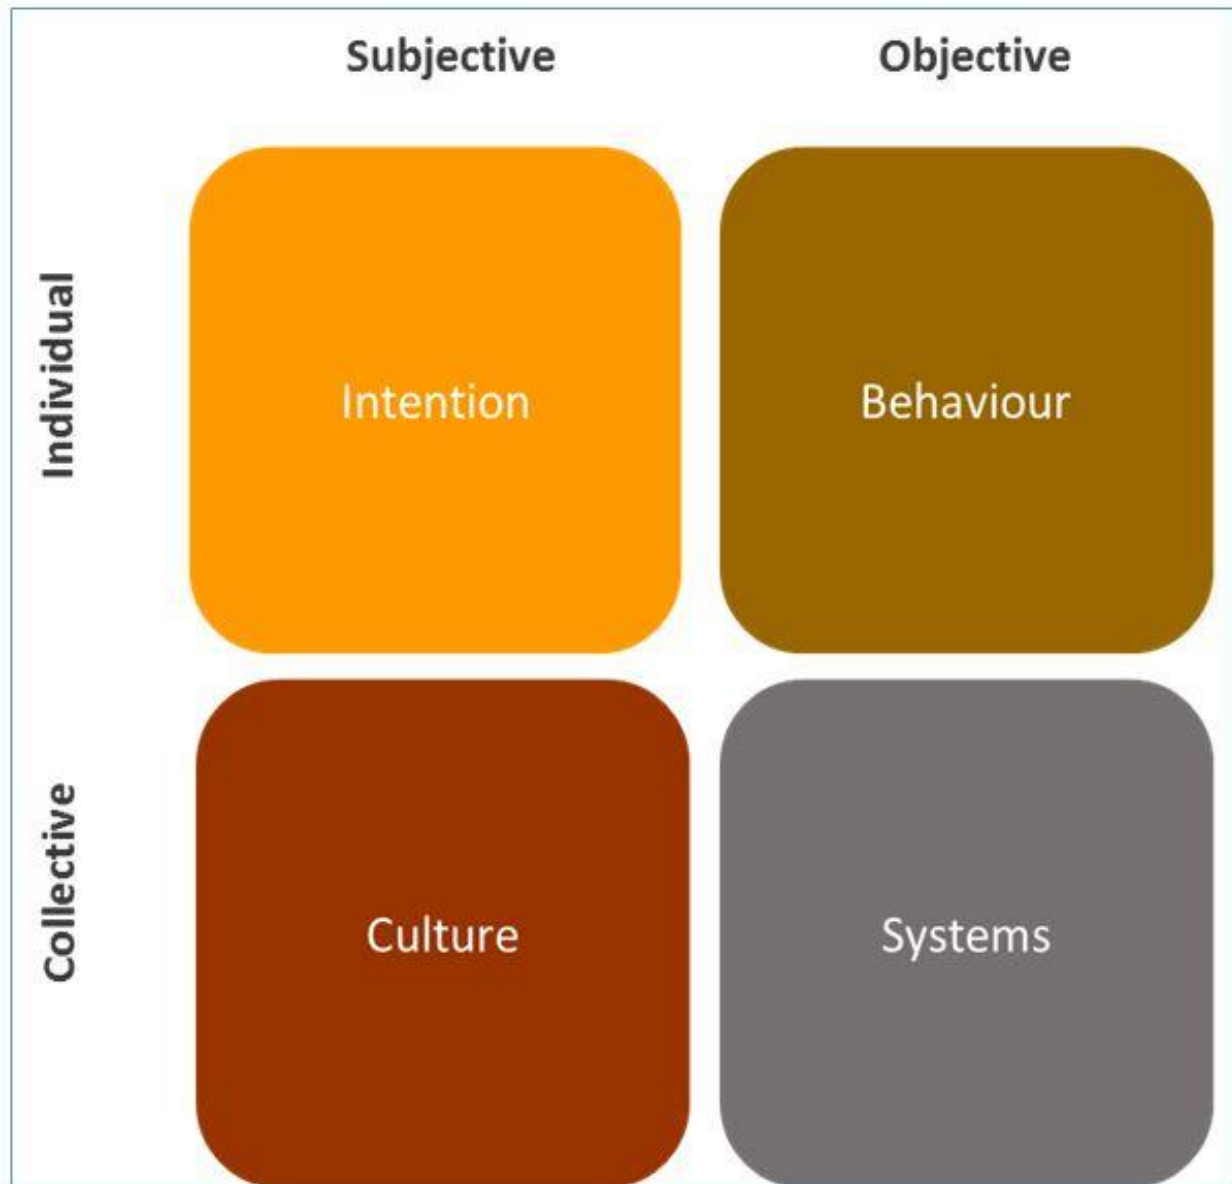 Subjective Objective
Individual
Intention Behaviour
Collective
Culture Systems